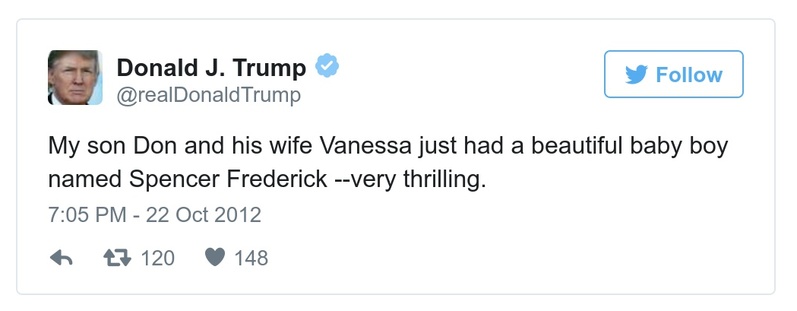 Donald J. Trump
@realDonaldTrump
Follow
My son Don and his wife Vanessa just had a beautiful baby boy
named Spencer Frederick --very thrilling.
7:05 PM - 22 Oct 2012
120 148